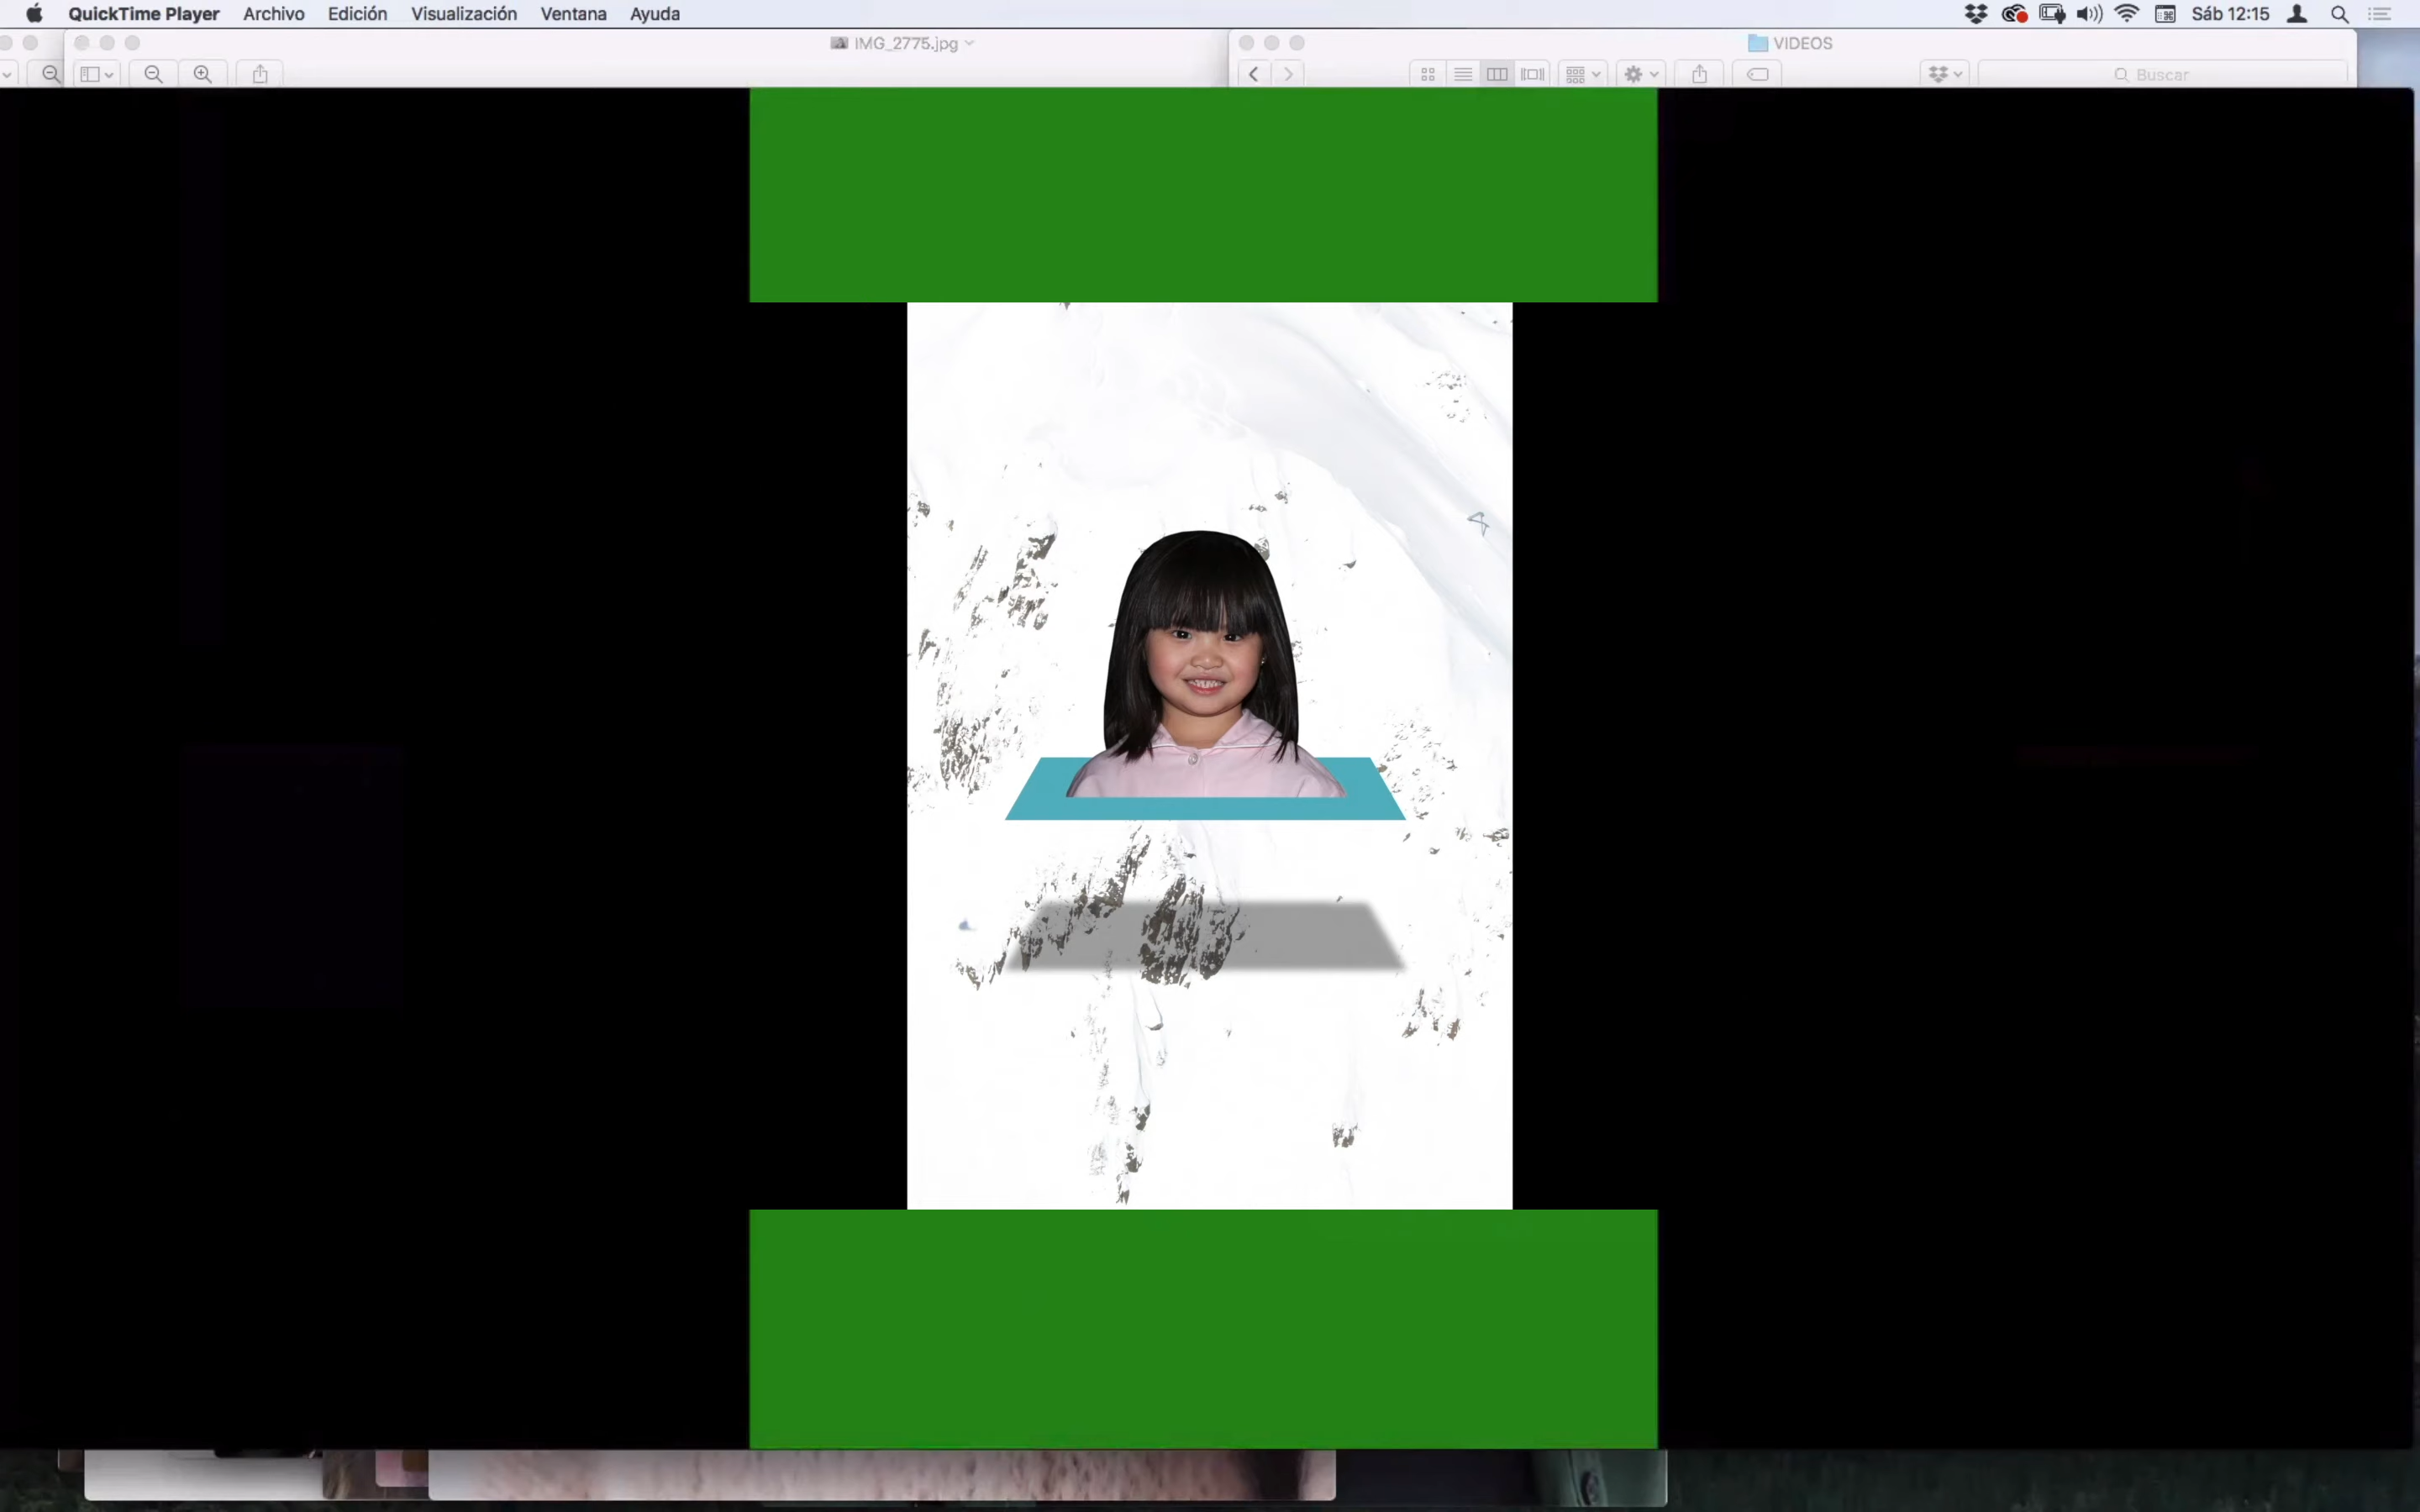 QuickTime Player Archivo Edición Visualización Ventana Ayuda Sáb 12:15
IMG_2775.jpg VIDEOS
Buscar